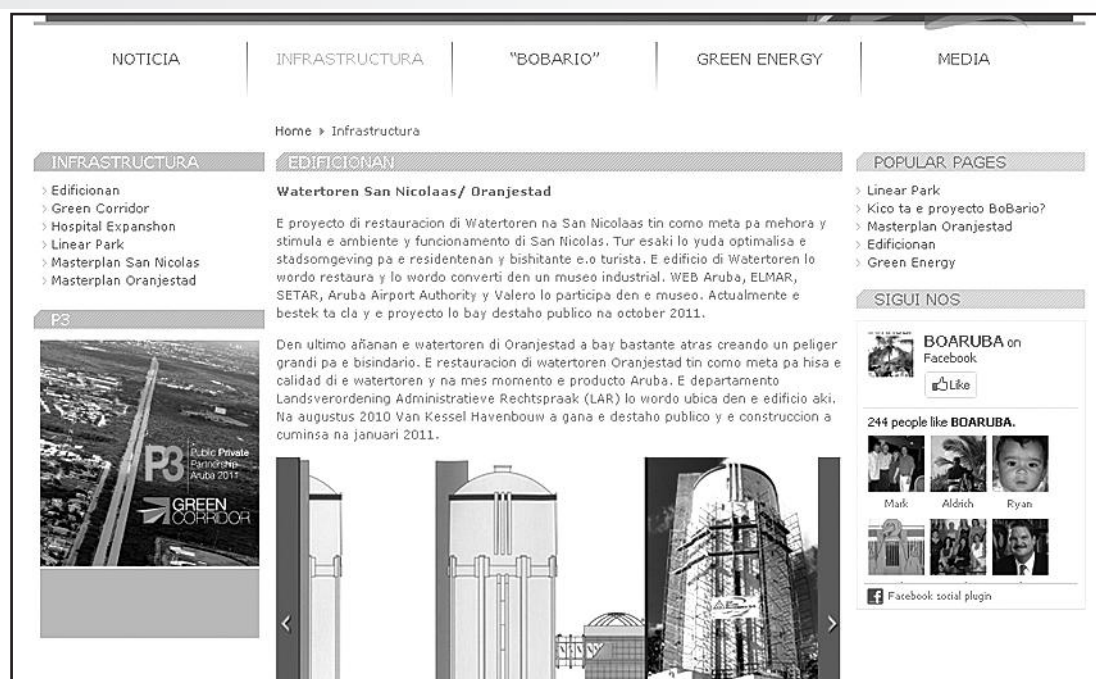 NOTICIA
INFRASTRUCTURA
“BOBARIO”
GREEN ENERGY
MEDIA
Home
Infrastructura
INFRASTRUCTURA
Edificionan
Green Corridor
Hospital Expanshon
Linear Park
Masterplan San Nicolas
Masterplan Oranjestad
P3
P3
Public Private
Partnership
Aruba 2011
GREEN
CORRIDOR
EDIFICIONAN
Watertoren San Nicolaas/ Oranjestad
E proyecto di restauracion di Watertoren na San Nicolaas tin como meta pa mehora y
stimula e ambiente y funcionamento di San Nicolas. Tur esaki lo yuda optimalisa e
stadsomgeving pa e residentenan y bishitante e.o turista. E edificio di Watertoren lo
wordo restaura y lo wordo converti den un museo industrial. WEB Aruba, ELMAR,
SETAR, Aruba Airport Authority y Valero lo participa den e museo. Actualmente e
bestek ta cla y e proyecto lo bay destaho publico na october 2011.
Den ultimo añanan e watertoren di Oranjestad a bay bastante atras creando un peliger
grandi pa e bisindario. E restauracion di watertoren Oranjestad tin como meta pa hisa e
calidad di e watertoren y na mes momento e producto Aruba. E departamento
Landsverordening Administratieve Rechtspraak (LAR) lo wordo ubica den e edificio aki.
Na augustus 2010 Van Kessel Havenbouw a gana e destaho publico y e construccion a
cuminsa na januari 2011.
POPULAR PAGES
Linear Park
Kico ta e proyecto BoBario?
Masterplan Oranjestad
Edificionan
Green Energy
SIGUI NOS
BOARUBA on
Facebook
Like
244 people like BOARUBA.
Mark
Aldrich
Ryan
Facebook social plugin